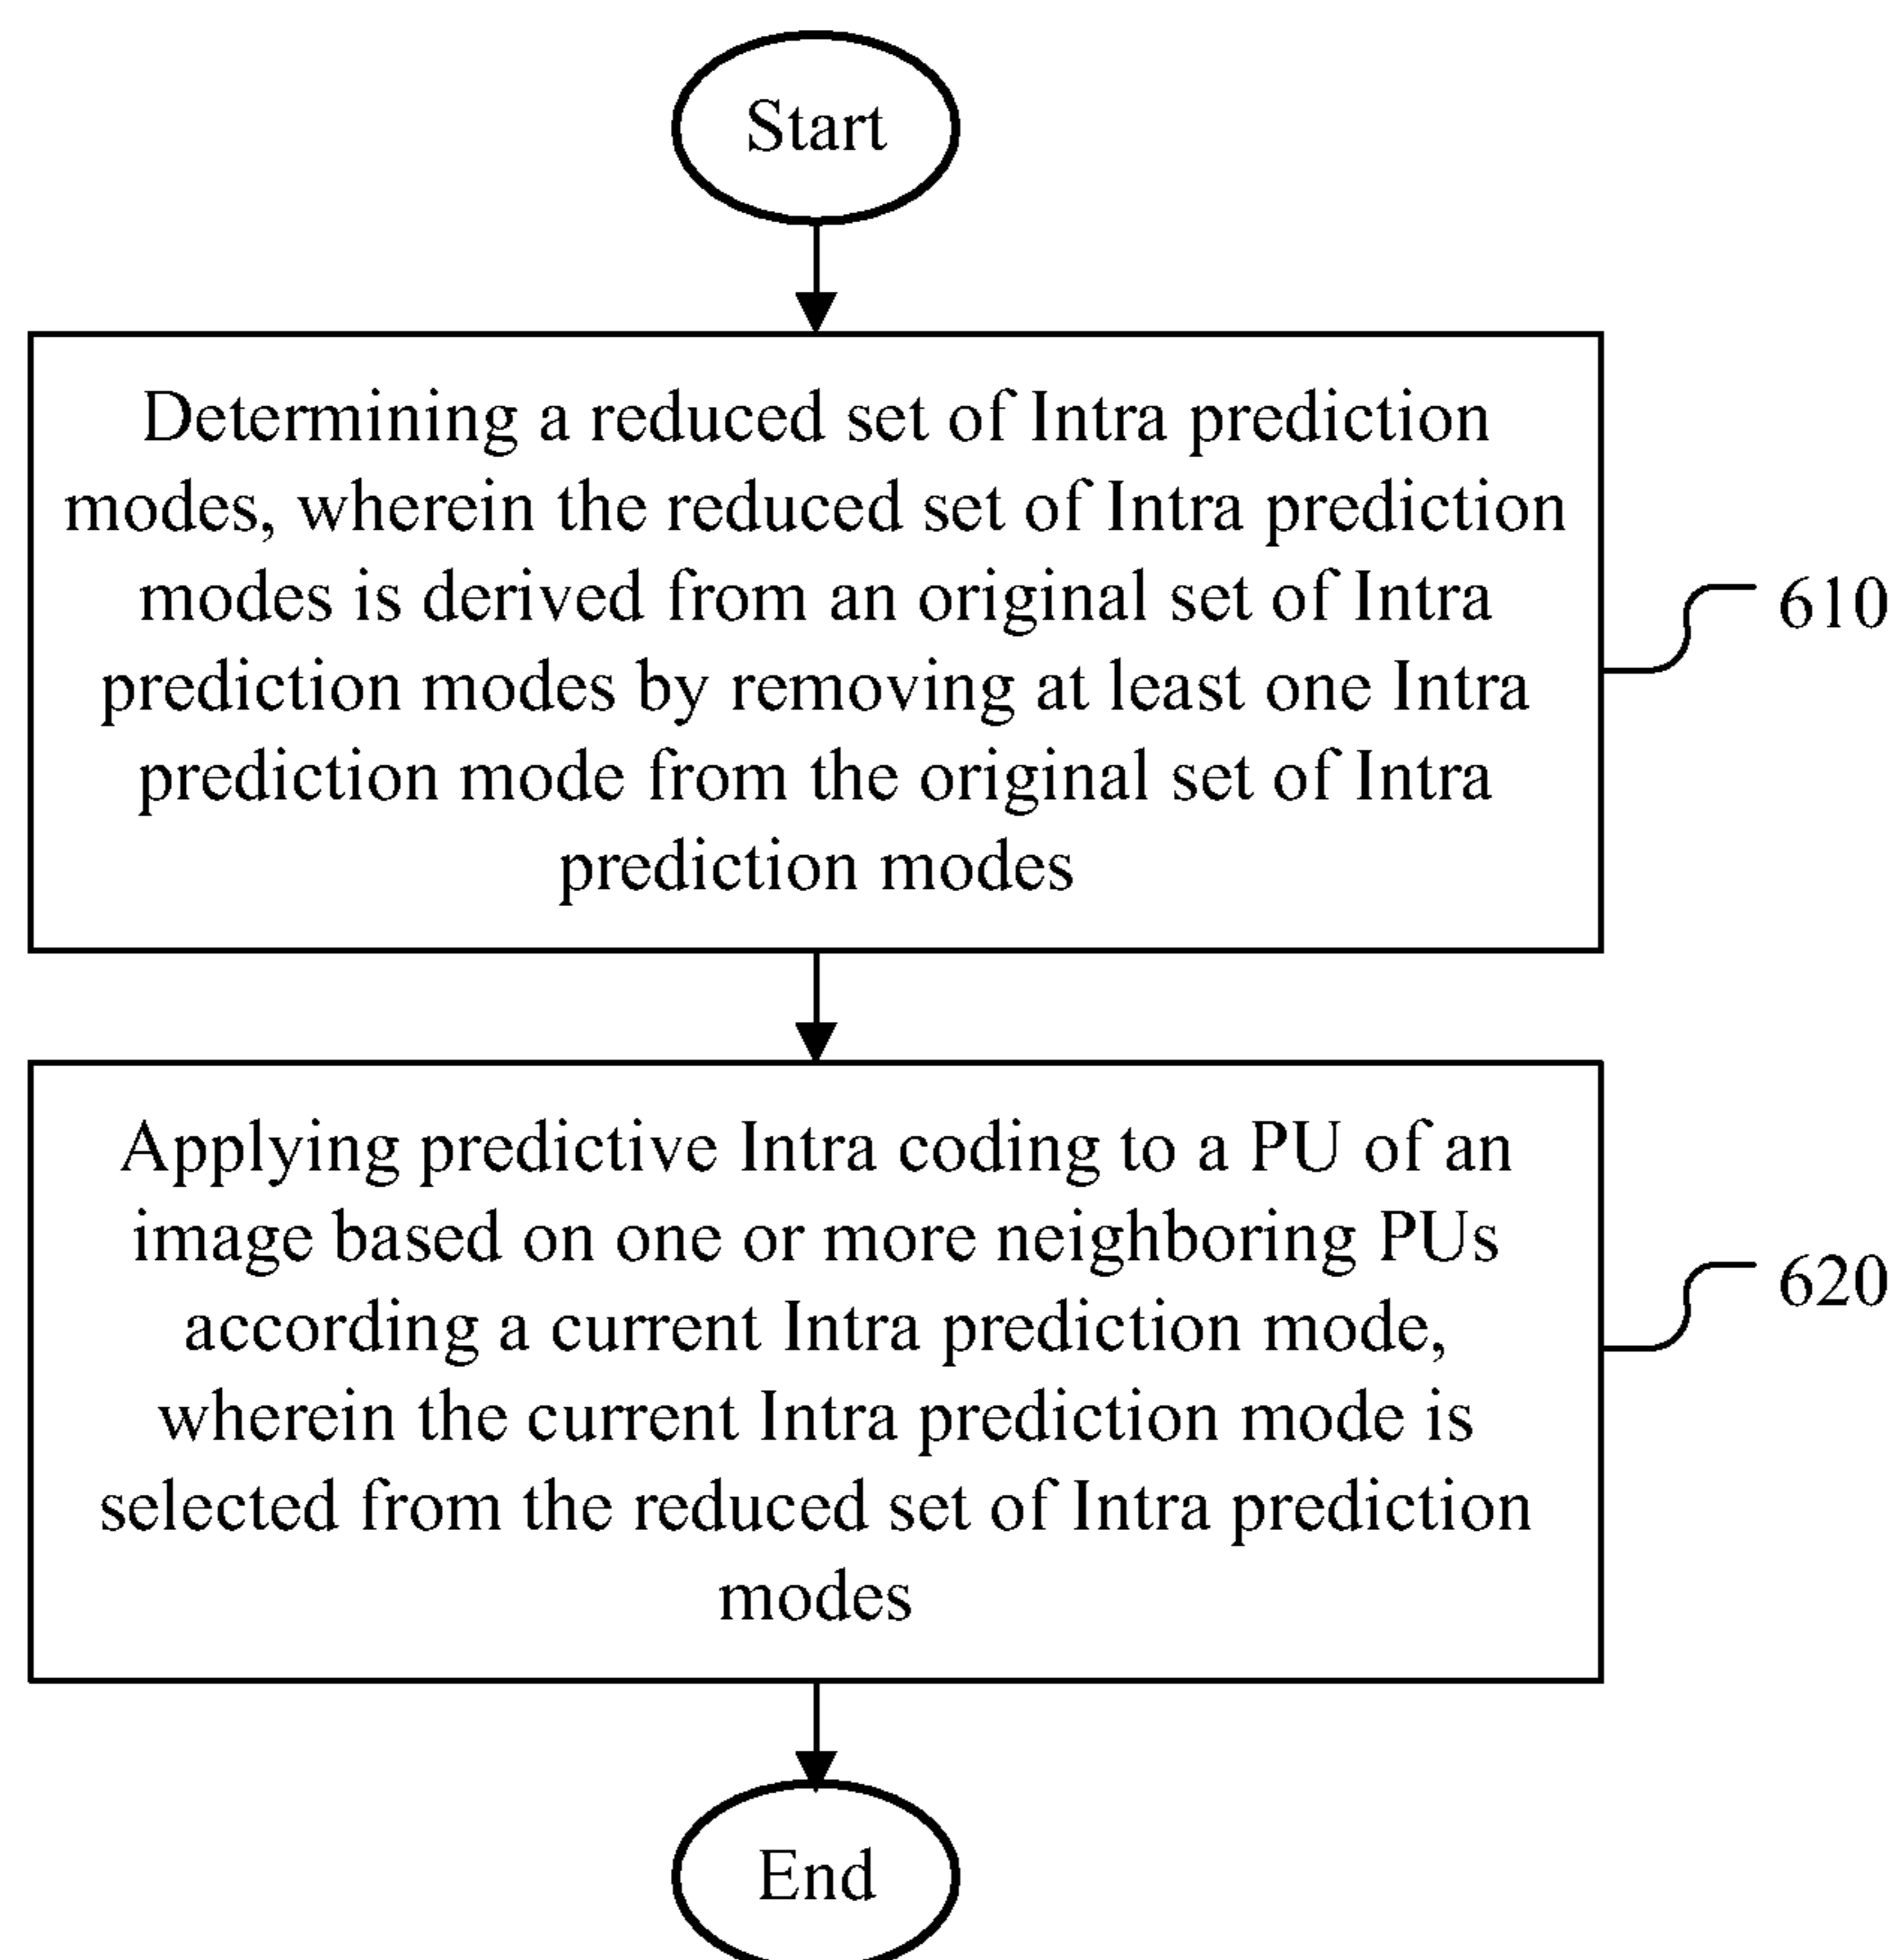 Start
Determining a reduced set of Intra prediction
modes, wherein the reduced set of Intra prediction
modes is derived from an original set of Intra
prediction modes by removing at least one Intra
prediction mode from the original set of Intra
prediction modes
610
Applying predictive Intra coding to a PU of an
image based on one or more neighboring PUs
according a current Intra prediction mode,
wherein the current Intra prediction mode is
selected from the reduced set of Intra prediction
modes
620
End